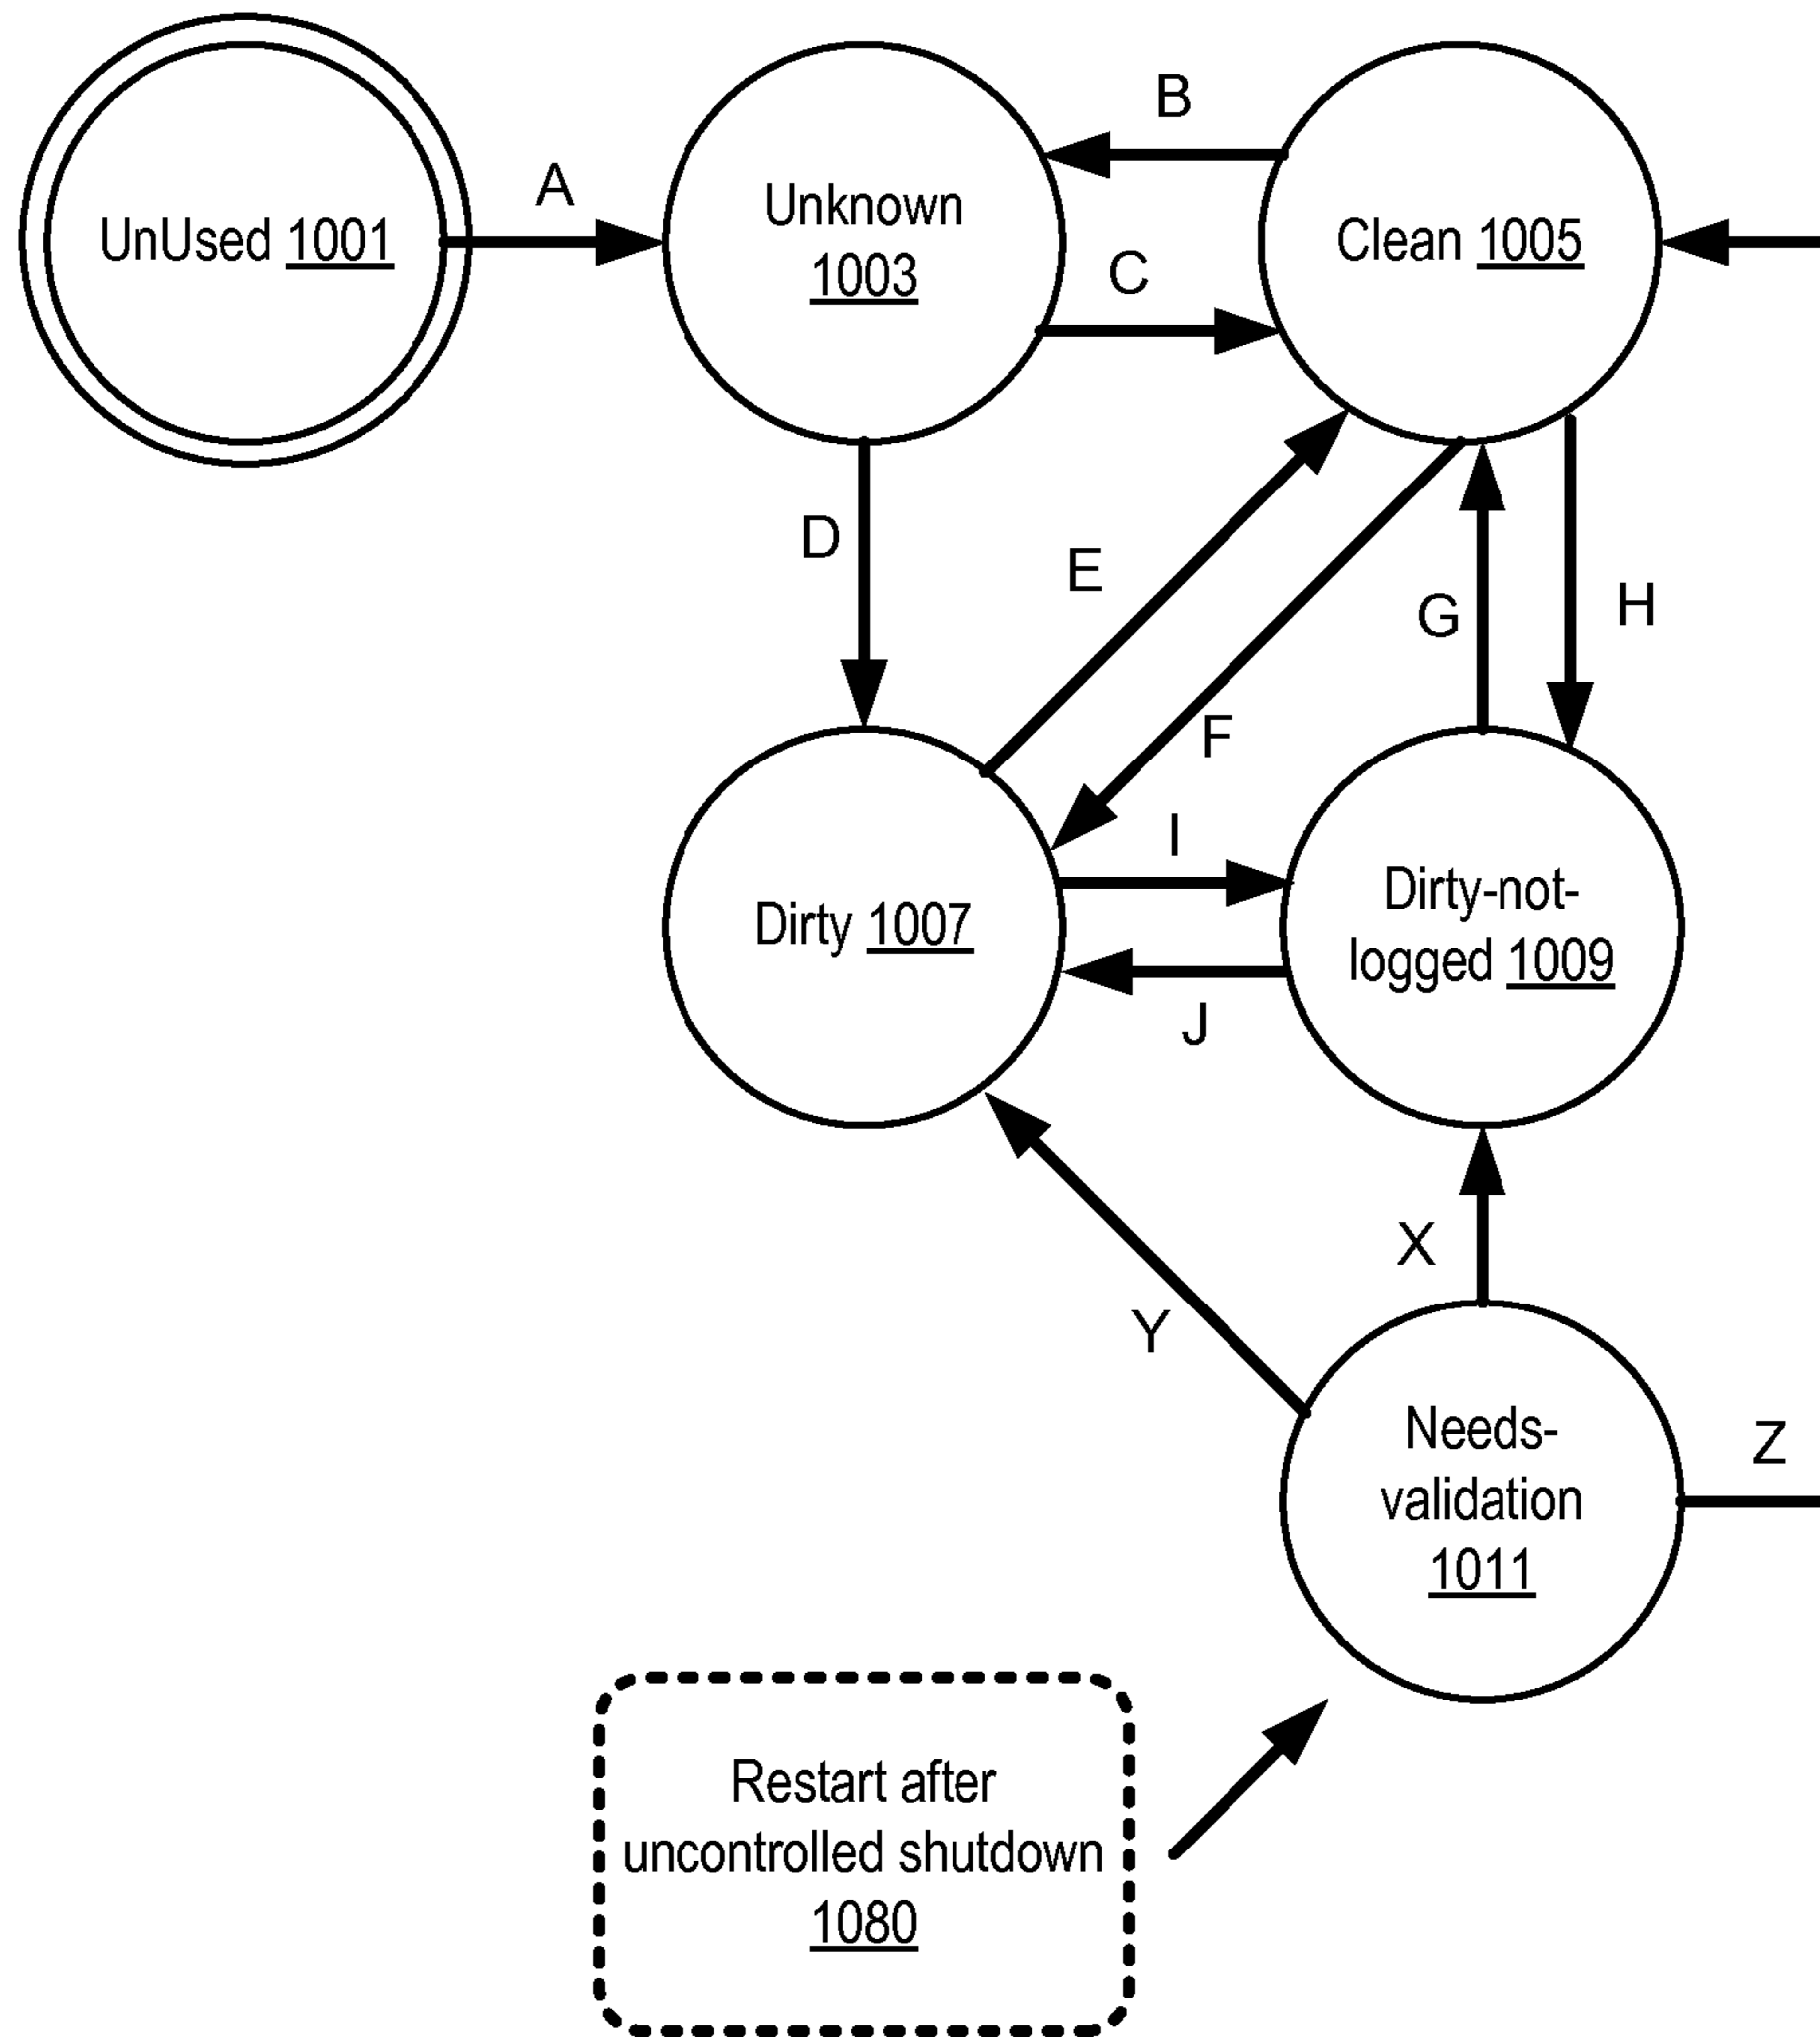 UnUsed 1001
A
Unknown
1003
B
C
Clean 1005
D
E
F
G
H
Dirty 1007
I
J
Dirty-not-
logged 1009
Y
X
Z
Needs-
validation
1011
Restart after
uncontrolled shutdown
1080